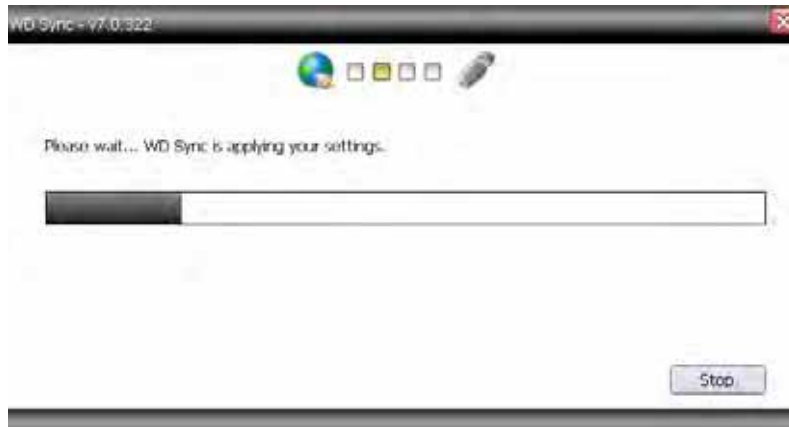 WD Sync - v7.0.322
Please wait... WD Sync is applying your settings.
Stop